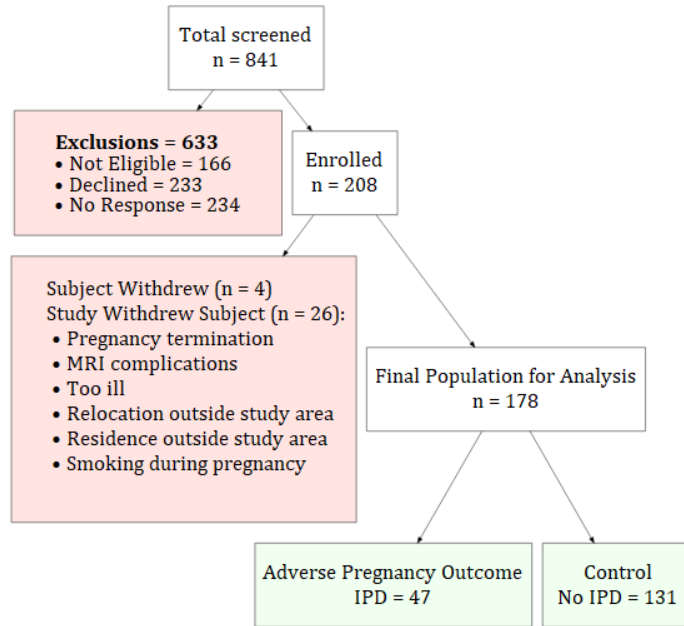 Total screened
n = 841
Exclusions = 633
• Not Eligible = 166
• Declined = 233
• No Response = 234
Enrolled
n = 208
Subject Withdrew (n = 4)
Study Withdrew Subject (n = 26):
• Pregnancy termination
• MRI complications
• Too ill
• Relocation outside study area
• Residence outside study area
• Smoking during pregnancy
Final Population for Analysis
n = 178
Adverse Pregnancy Outcome
IPD = 47
Control
No IPD = 131